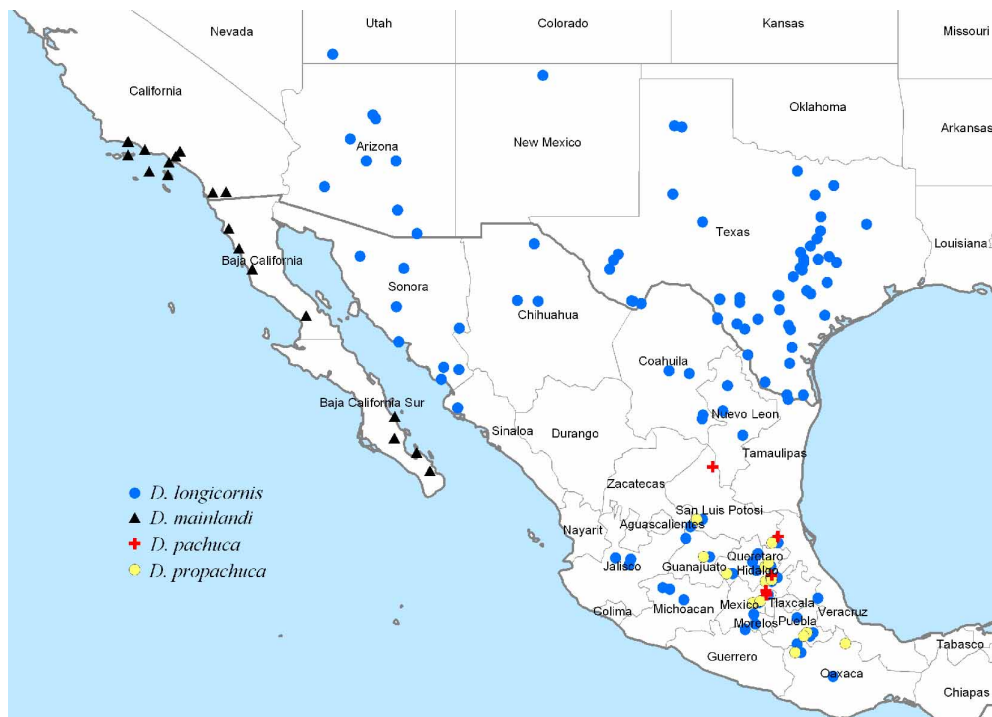 Utah
Colorado
Kansas
Missouri
Nevada
California
Oklahoma
Arkansas
Arizona
New Mexico
Texas
Louisiana
Baja California
Sonora
Chihuahua
Coahuila
Baja California Sur
Nuevo Leon
Sinaloa
Durango
Tamaulipas
Zacatecas
D. longicornis
D. mainlandi
D. pachuca
D. propachuca
San Luis Potosi
Nayarit
Aguascalientes
Queretaro
Jalisco
Guanajuato
Hidalgo
Colima
Michoacan
Mexico
Tlaxcala
Veracruz
Morelos
Puebla
Guerrero
Tabasco
Oaxaca
Chiapas